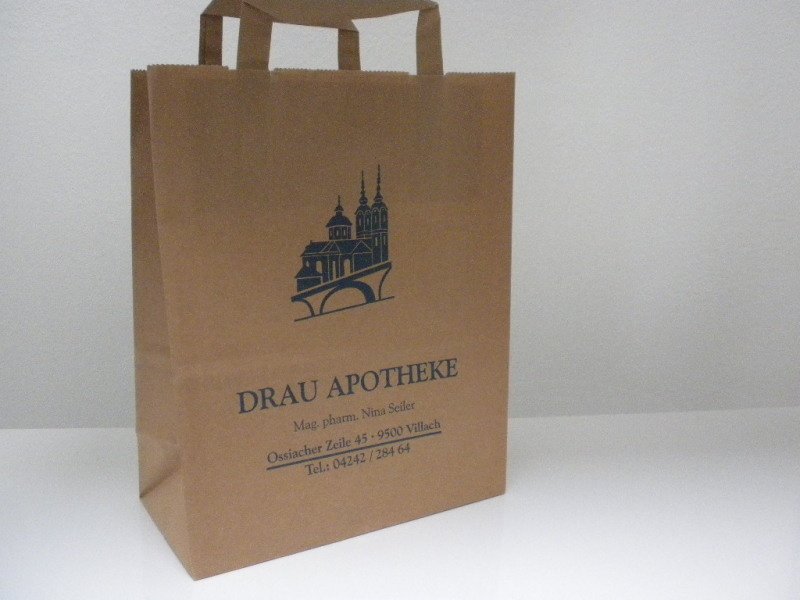 DRAU APOTHEKE
Mag. pharm. Nina Seiler
Ossiacher Zeile 45 · 9500 Villach
Tel.: 04242 / 284 64